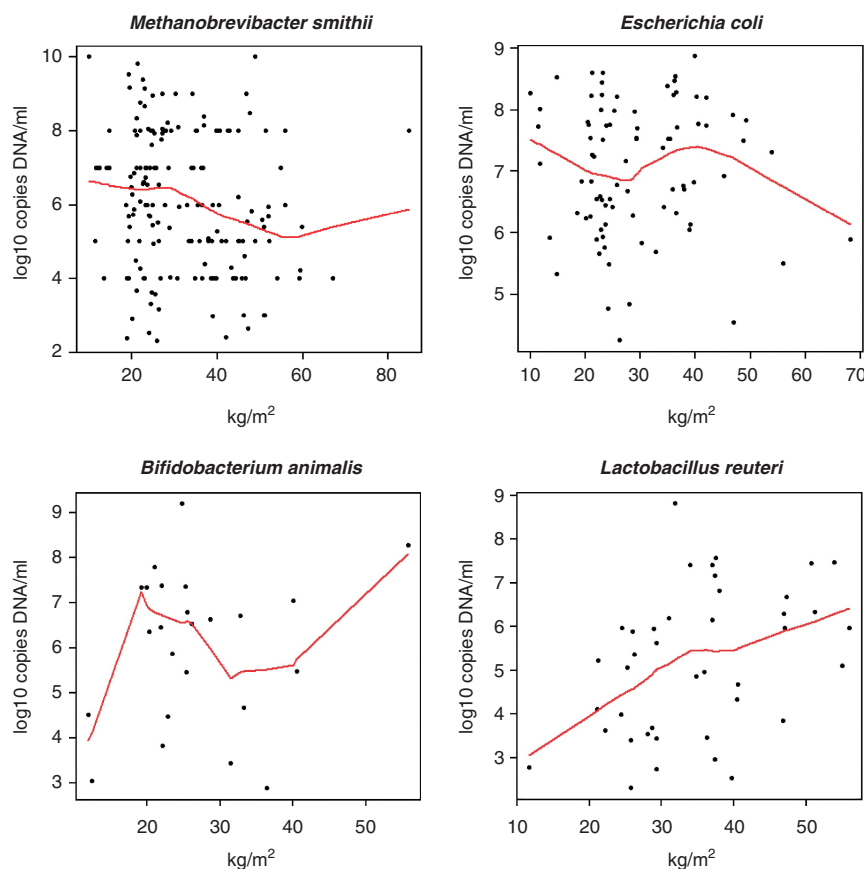 Methanobrevibacter smithii
log10 copies DNA/ml
10
8
6
4
2
20 40 60 80
kg/m²
Escherichia coli
log10 copies DNA/ml
9
8
7
6
5
10 20 30 40 50 60 70
kg/m²
Bifidobacterium animalis
log10 copies DNA/ml
9
8
7
6
5
4
3
20 30 40 50
kg/m²
Lactobacillus reuteri
log10 copies DNA/ml
9
8
7
6
5
4
3
10 20 30 40 50
kg/m²